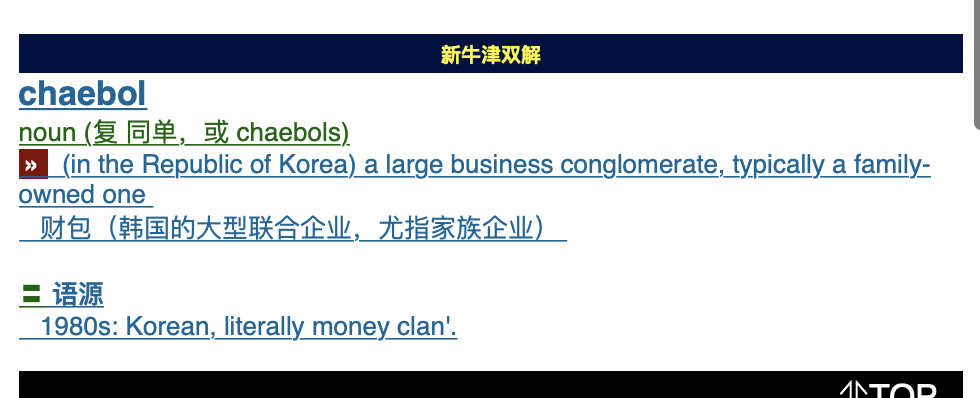 新牛津双解
chaebol
noun (复 同单，或 chaebols)
» (in the Republic of Korea) a large business conglomerate, typically a family-
owned one
财包（韩国的大型联合企业，尤指家族企业）
〓 语源
1980s: Korean, literally money clan'.
⇈TOP